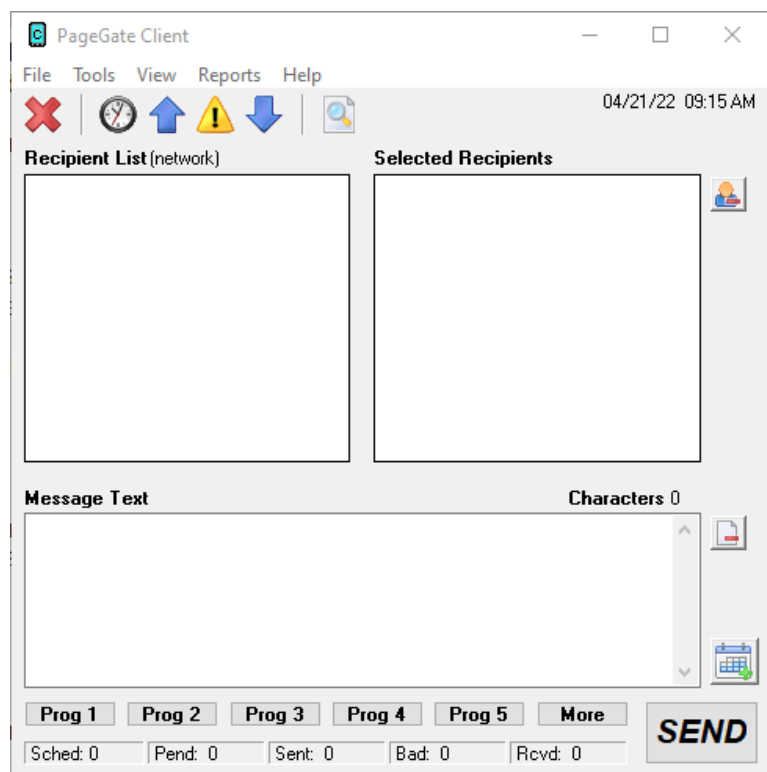 PageGate Client
File Tools View Reports Help
04/21/22 09:15 AM
Recipient List (network) Selected Recipients
Message Text Characters 0
Prog 1 Prog 2 Prog 3 Prog 4 Prog 5 More
SEND
Sched: 0 Pend: 0 Sent: 0 Bad: 0 Rcvd: 0